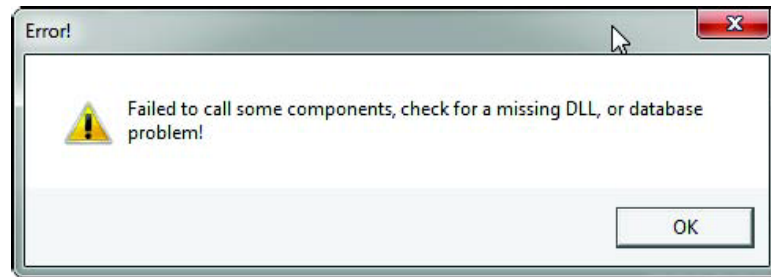 Error!
Failed to call some components, check for a missing DLL, or database
problem!
OK